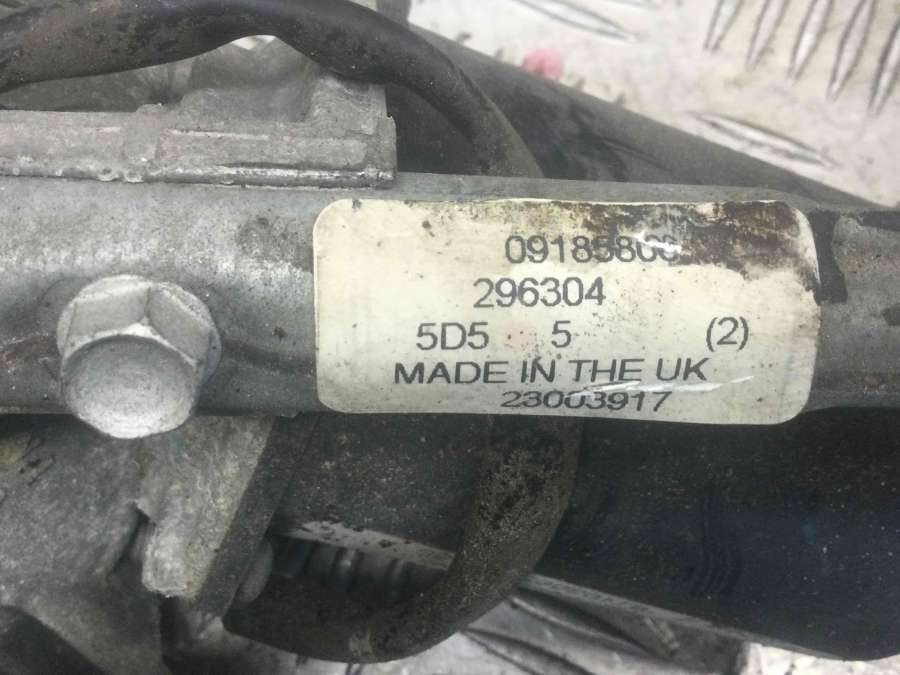 296304
5D5 5 (2)
MADE IN THE UK
23003917